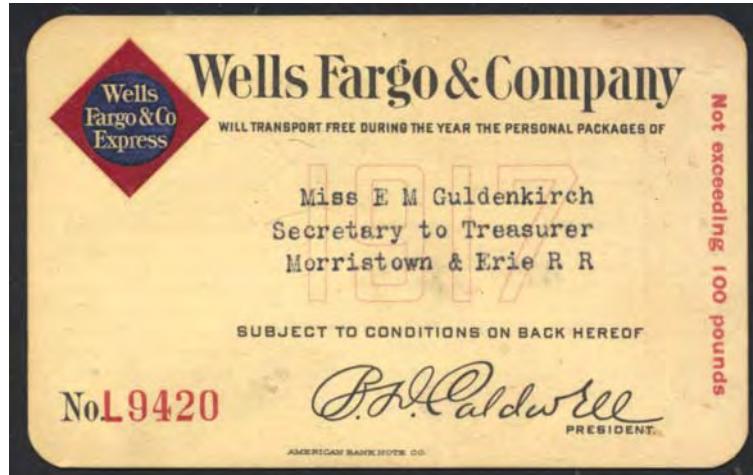 Wells
Fargo & Co
Express
Wells Fargo & Company
WILL TRANSPORT FREE DURING THE YEAR THE PERSONAL PACKAGES OF
1917
Miss E M Guldenkirch
Secretary to Treasurer
Morristown & Erie R R
SUBJECT TO CONDITIONS ON BACK HEREOF
No. L9420
B. D. Caldwell
PRESIDENT.
AMERICAN BANK NOTE CO.
Not exceeding 100 pounds